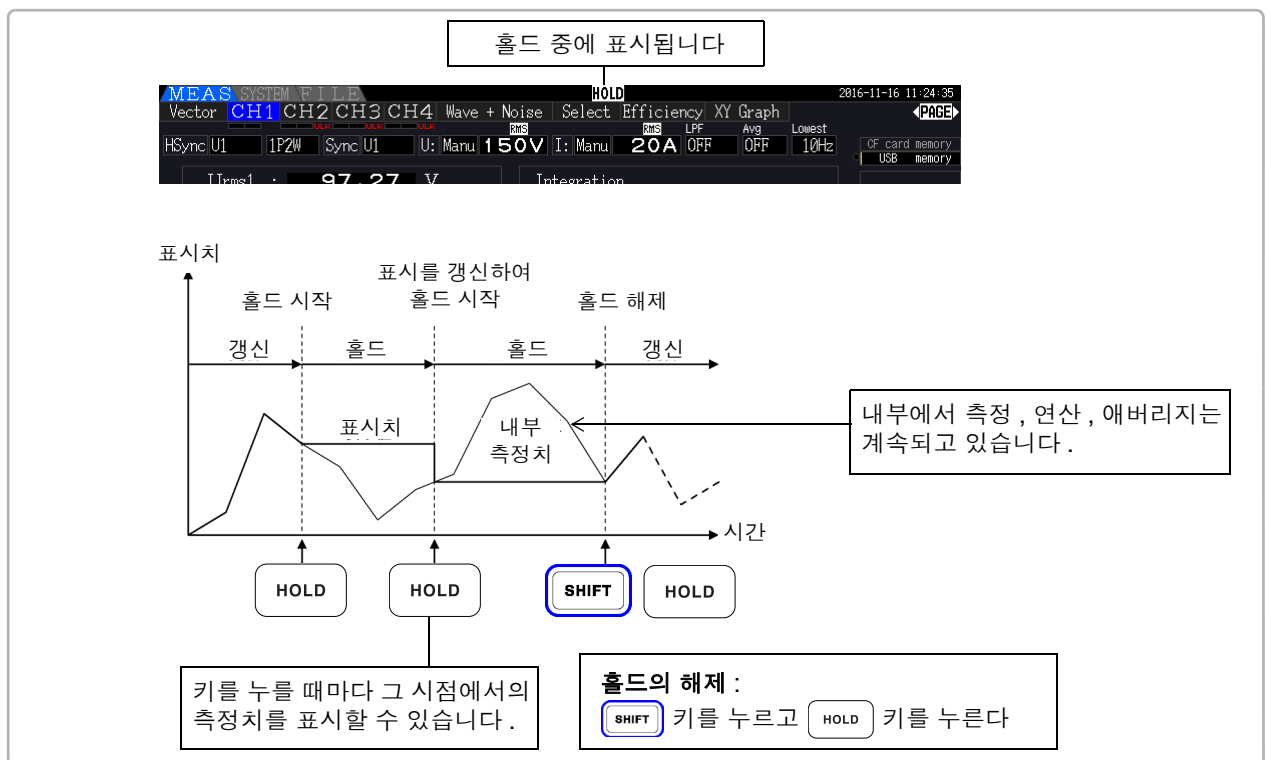 홀드 중에 표시됩니다
MEAS SYSTEM FILE HOLD 2016-11-16 11:24:35
Vector CH1 CH2 CH3 CH4 Wave + Noise Select Efficiency XY Graph PAGE
RMS RMS LPF Avg Lowest
HSync U1 1P2W Sync U1 U: Manu 150V I: Manu 20A OFF OFF 10Hz CF card memory
USB memory
Urms1 : 97.27 V Integration
표시치
표시를 갱신하여
홀드 시작 홀드 시작 홀드 해제
갱신 홀드 홀드 갱신
표시치
내부
측정치
내부에서 측정 , 연산 , 애버리지는
계속되고 있습니다 .
시간
HOLD HOLD SHIFT HOLD
키를 누를 때마다 그 시점에서의
측정치를 표시할 수 있습니다 .
홀드의 해제 :
SHIFT 키를 누르고 HOLD 키를 누른다